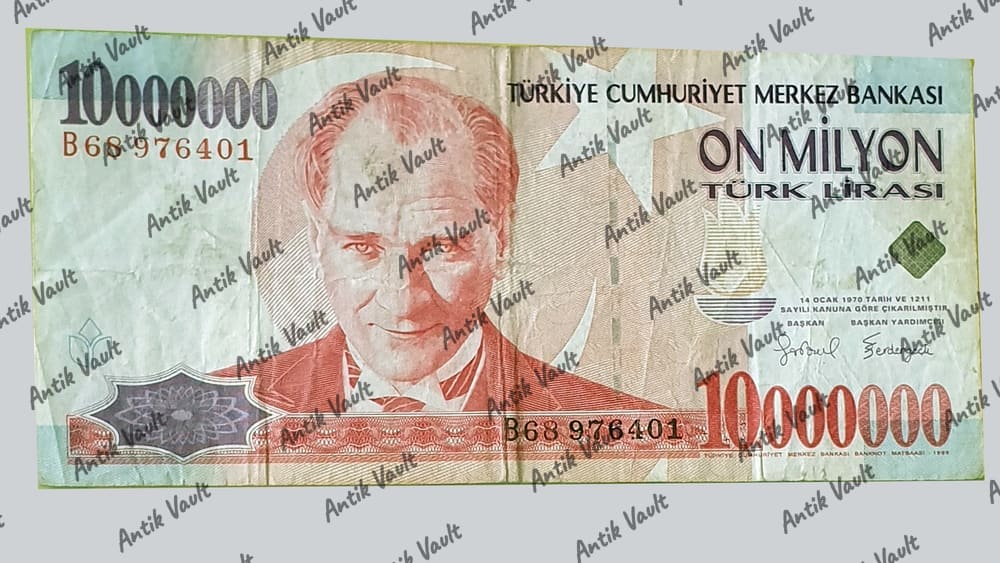 10000000
B68 976401
TÜRKİYE CUMHURİYET MERKEZ BANKASI
ON MİLYON
TÜRK LİRASI
14 OCAK 1970 TARİH VE 1211
SAYILI KANUNA GÖRE ÇIKARILMIŞTIR
BAŞKAN BAŞKAN YARDIMCISI
B68 976401
10000000
TÜRKİYE CUMHURİYET MERKEZ BANKASI BANKNOT MATBAASI - 1999
Antik Vault